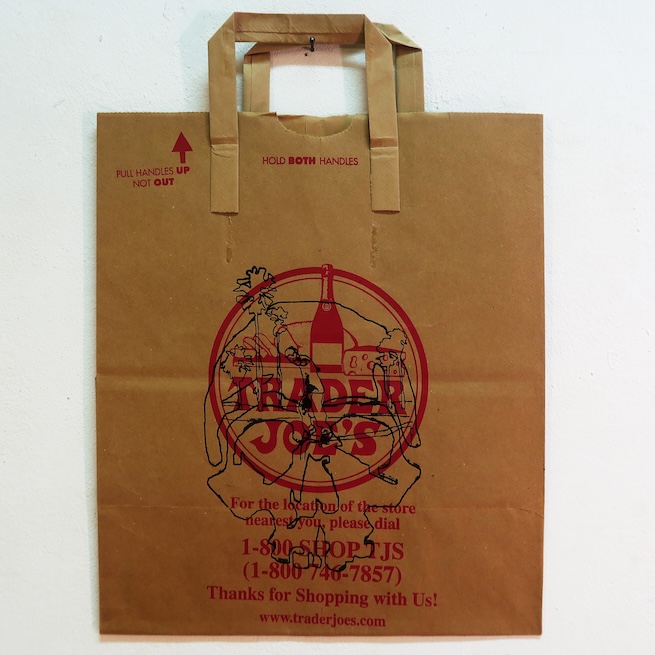 PULL HANDLES UP
NOT OUT
HOLD BOTH HANDLES
TRADER
JOE'S
For the location of the store
nearest you, please dial
1-800 SHOP TJS
(1-800 746-7857)
Thanks for Shopping with Us!
www.traderjoes.com